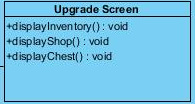 Upgrade Screen
+displayInventory() : void
+displayShop() : void
+displayChest() : void